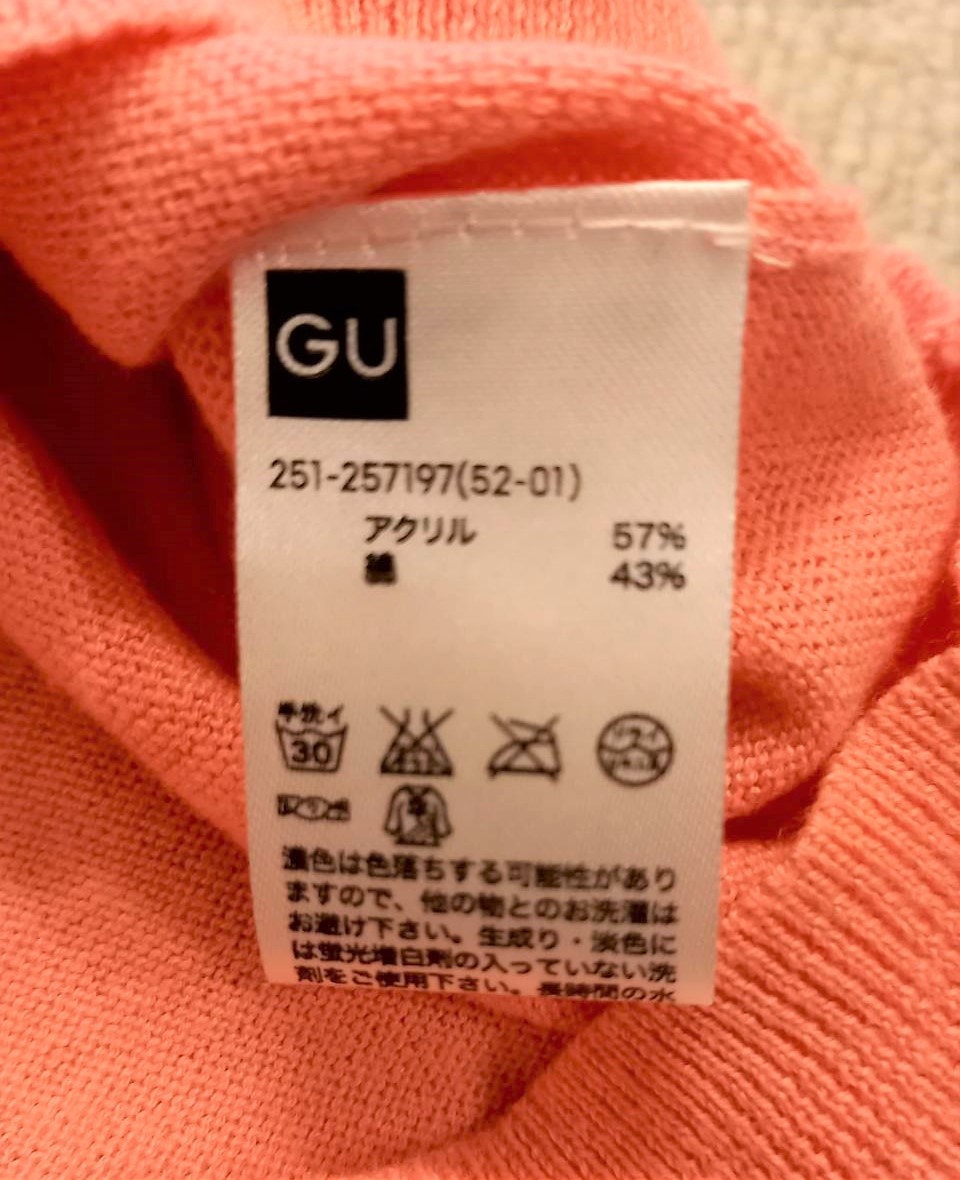 GU
251-257197(52-01)
アクリル 57%
綿 43%
手洗イ
30
濃色は色落ちする可能性があり
ますので、他の物とのお洗濯は
お避け下さい。生成り・淡色に
は蛍光増白剤の入っていない洗
剤をご使用下さい。長時間の水